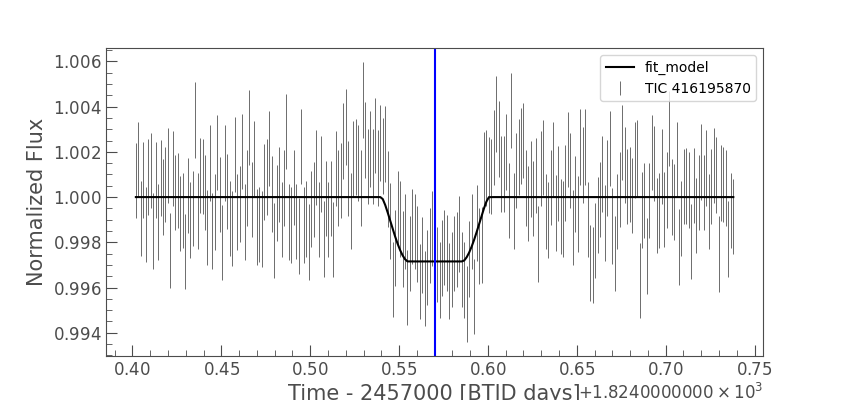 fit_model
TIC 416195870
1.006
1.004
1.002
1.000
0.998
0.996
0.994
Normalized Flux
0.40 0.45 0.50 0.55 0.60 0.65 0.70 0.75
Time - 2457000 [BTJD days] +1.8240000000 × 10³